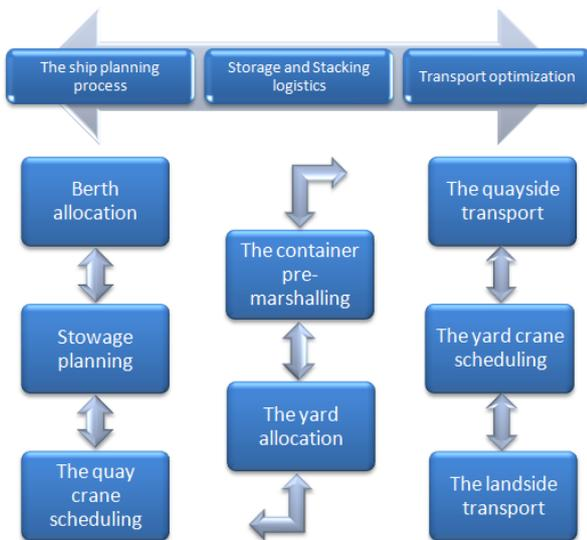 The ship planning
process
Storage and Stacking
logistics
Transport optimization
Berth
allocation
Stowage
planning
The quay
crane
scheduling
The container
pre-
marshalling
The yard
allocation
The quayside
transport
The yard crane
scheduling
The landside
transport